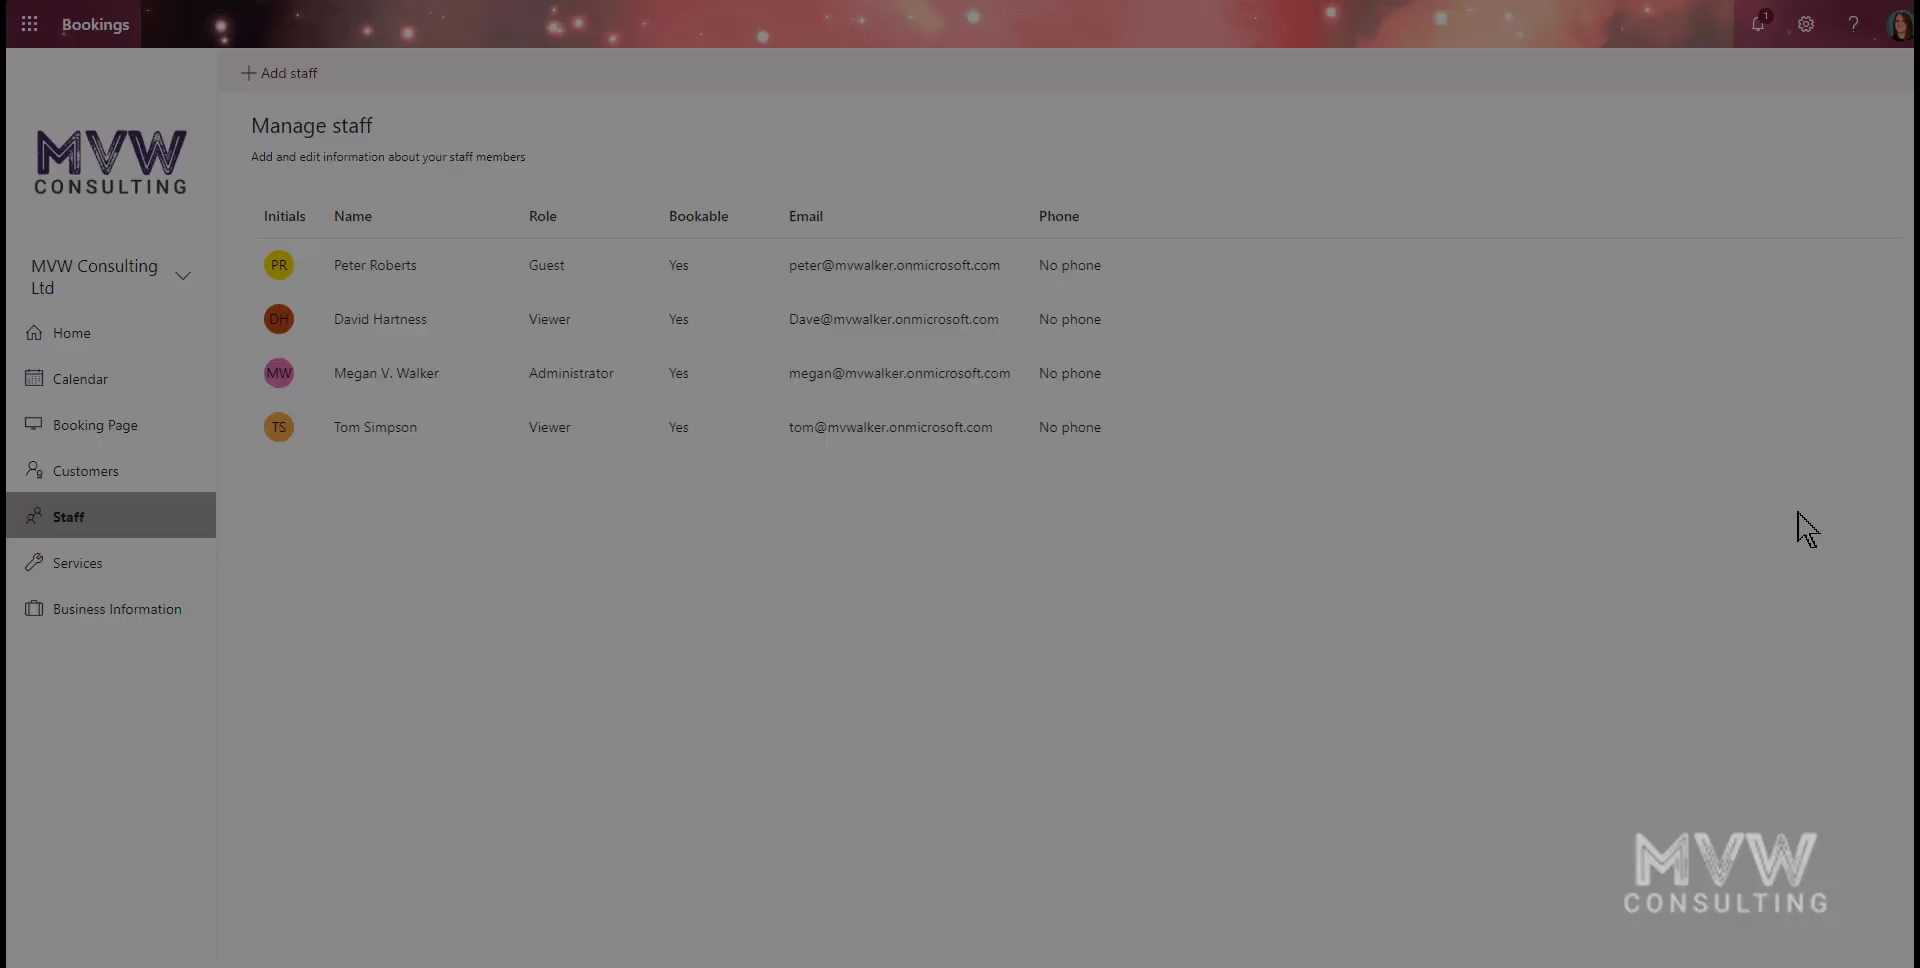 Bookings
1
Add staff
MVW
CONSULTING
Manage staff
Add and edit information about your staff members
Initials Name Role Bookable Email Phone
PR Peter Roberts Guest Yes peter@mvwalker.onmicrosoft.com No phone
DH David Hartness Viewer Yes Dave@mvwalker.onmicrosoft.com No phone
MW Megan V. Walker Administrator Yes megan@mvwalker.onmicrosoft.com No phone
TS Tom Simpson Viewer Yes tom@mvwalker.onmicrosoft.com No phone
MVW Consulting
Ltd
Home
Calendar
Booking Page
Customers
Staff
Services
Business Information
MVW
CONSULTING